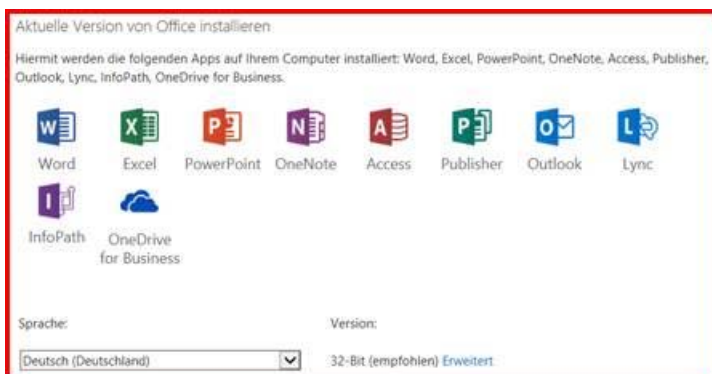 Aktuelle Version von Office installieren
Hiermit werden die folgenden Apps auf Ihrem Computer installiert: Word, Excel, PowerPoint, OneNote, Access, Publisher,
Outlook, Lync, InfoPath, OneDrive for Business.
W X P N A P O L
Word Excel PowerPoint OneNote Access Publisher Outlook Lync
I
InfoPath OneDrive
for Business
Sprache: Version:
Deutsch (Deutschland) 32-Bit (empfohlen) Erweitert